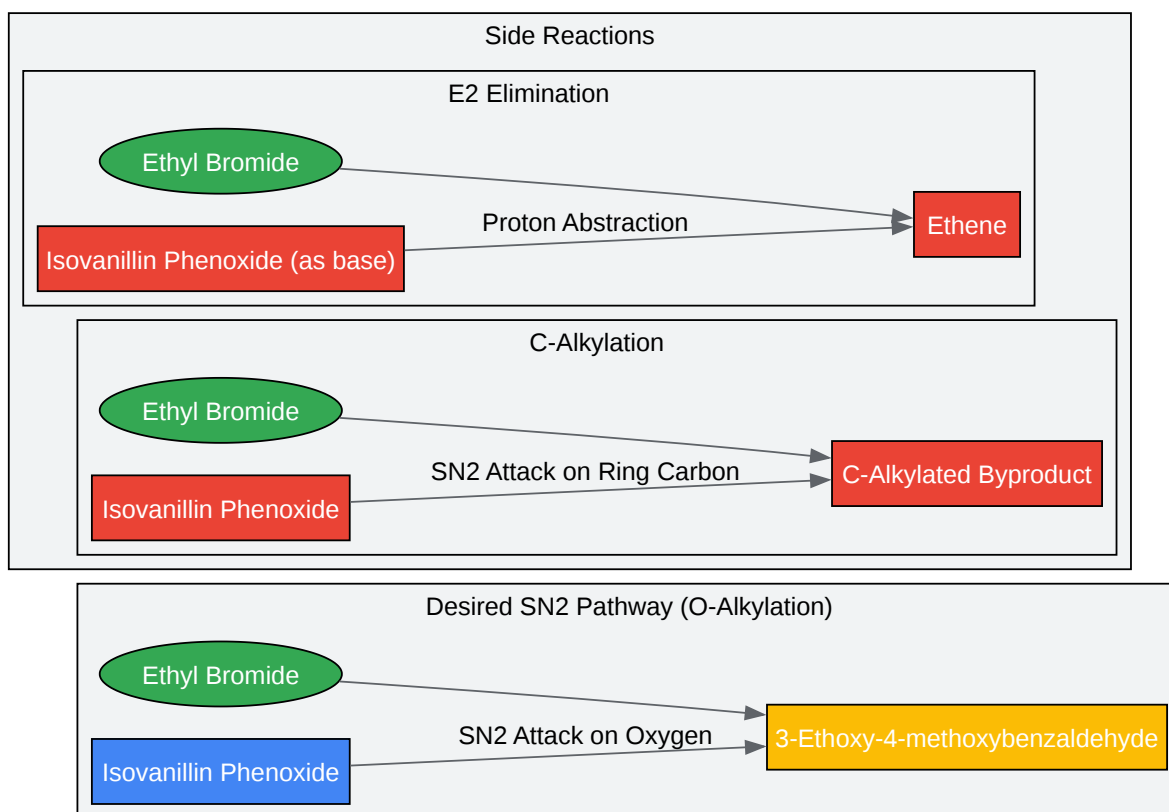 Side Reactions
E2 Elimination
Ethyl Bromide
Proton Abstraction
Isovanillin Phenoxide (as base)
Ethene
C-Alkylation
Ethyl Bromide
SN2 Attack on Ring Carbon
Isovanillin Phenoxide
C-Alkylated Byproduct
Desired SN2 Pathway (O-Alkylation)
Ethyl Bromide
SN2 Attack on Oxygen
Isovanillin Phenoxide
3-Ethoxy-4-methoxybenzaldehyde